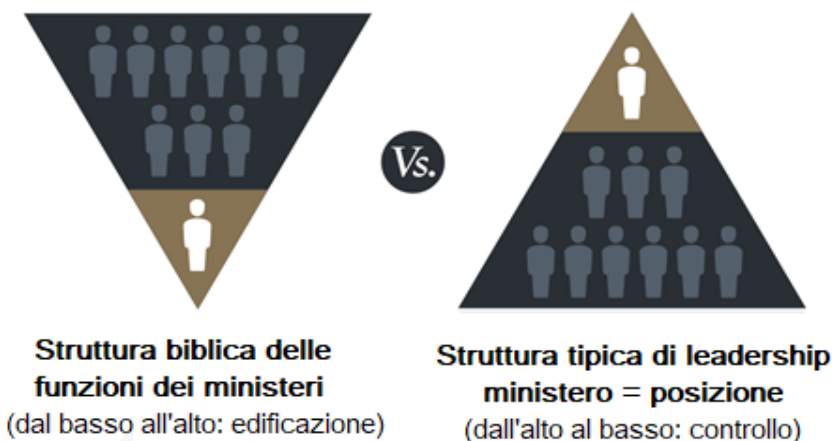 Vs.
Struttura biblica delle
funzioni dei ministeri
(dal basso all'alto: edificazione)
Struttura tipica di leadership
ministero = posizione
(dall'alto al basso: controllo)